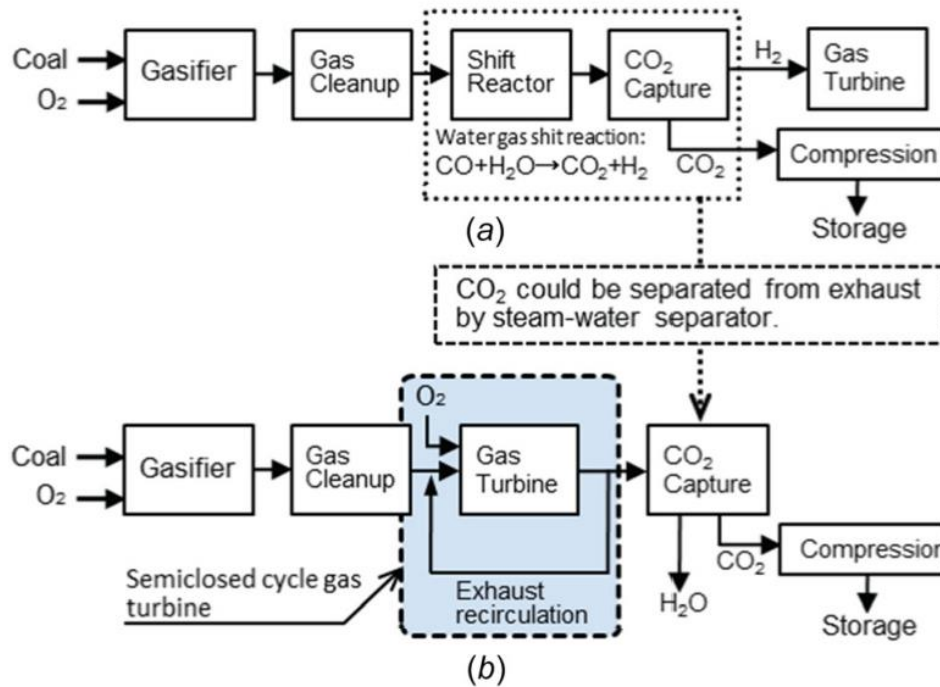 Coal
O₂
Gasifier
Gas
Cleanup
Shift
Reactor
CO₂
Capture
H₂
Gas
Turbine
Water gas shit reaction:
CO+H₂O→CO₂+H₂
CO₂
Compression
Storage
(a)
CO₂ could be separated from exhaust
by steam-water separator.
Coal
O₂
Gasifier
Gas
Cleanup
O₂
Gas
Turbine
CO₂
Capture
Semiclosed cycle gas
turbine
Exhaust
recirculation
H₂O
CO₂
Compression
Storage
(b)